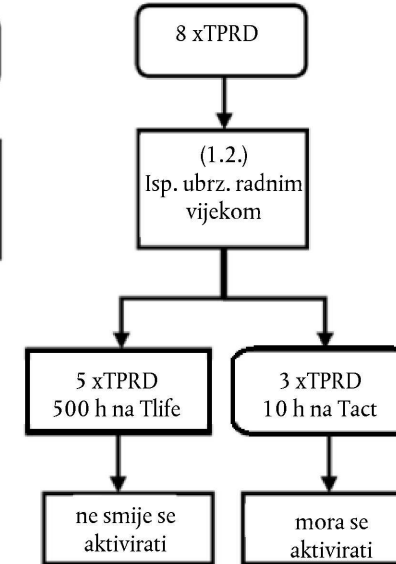 8 xTPRD
(1.2.)
Isp. ubrz. radnim
vijekom
5 xTPRD
500 h na Tlife
3 xTPRD
10 h na Tact
ne smije se
aktivirati
mora se
aktivirati